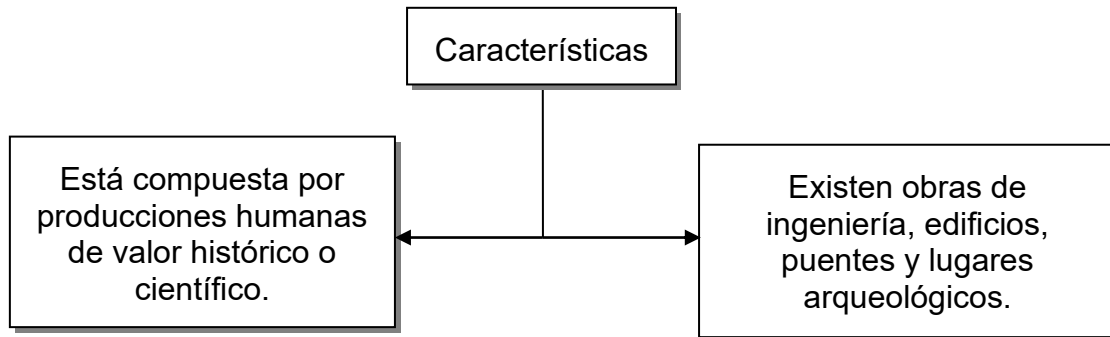 Características
Está compuesta por
producciones humanas
de valor histórico o
científico.
Existen obras de
ingeniería, edificios,
puentes y lugares
arqueológicos.